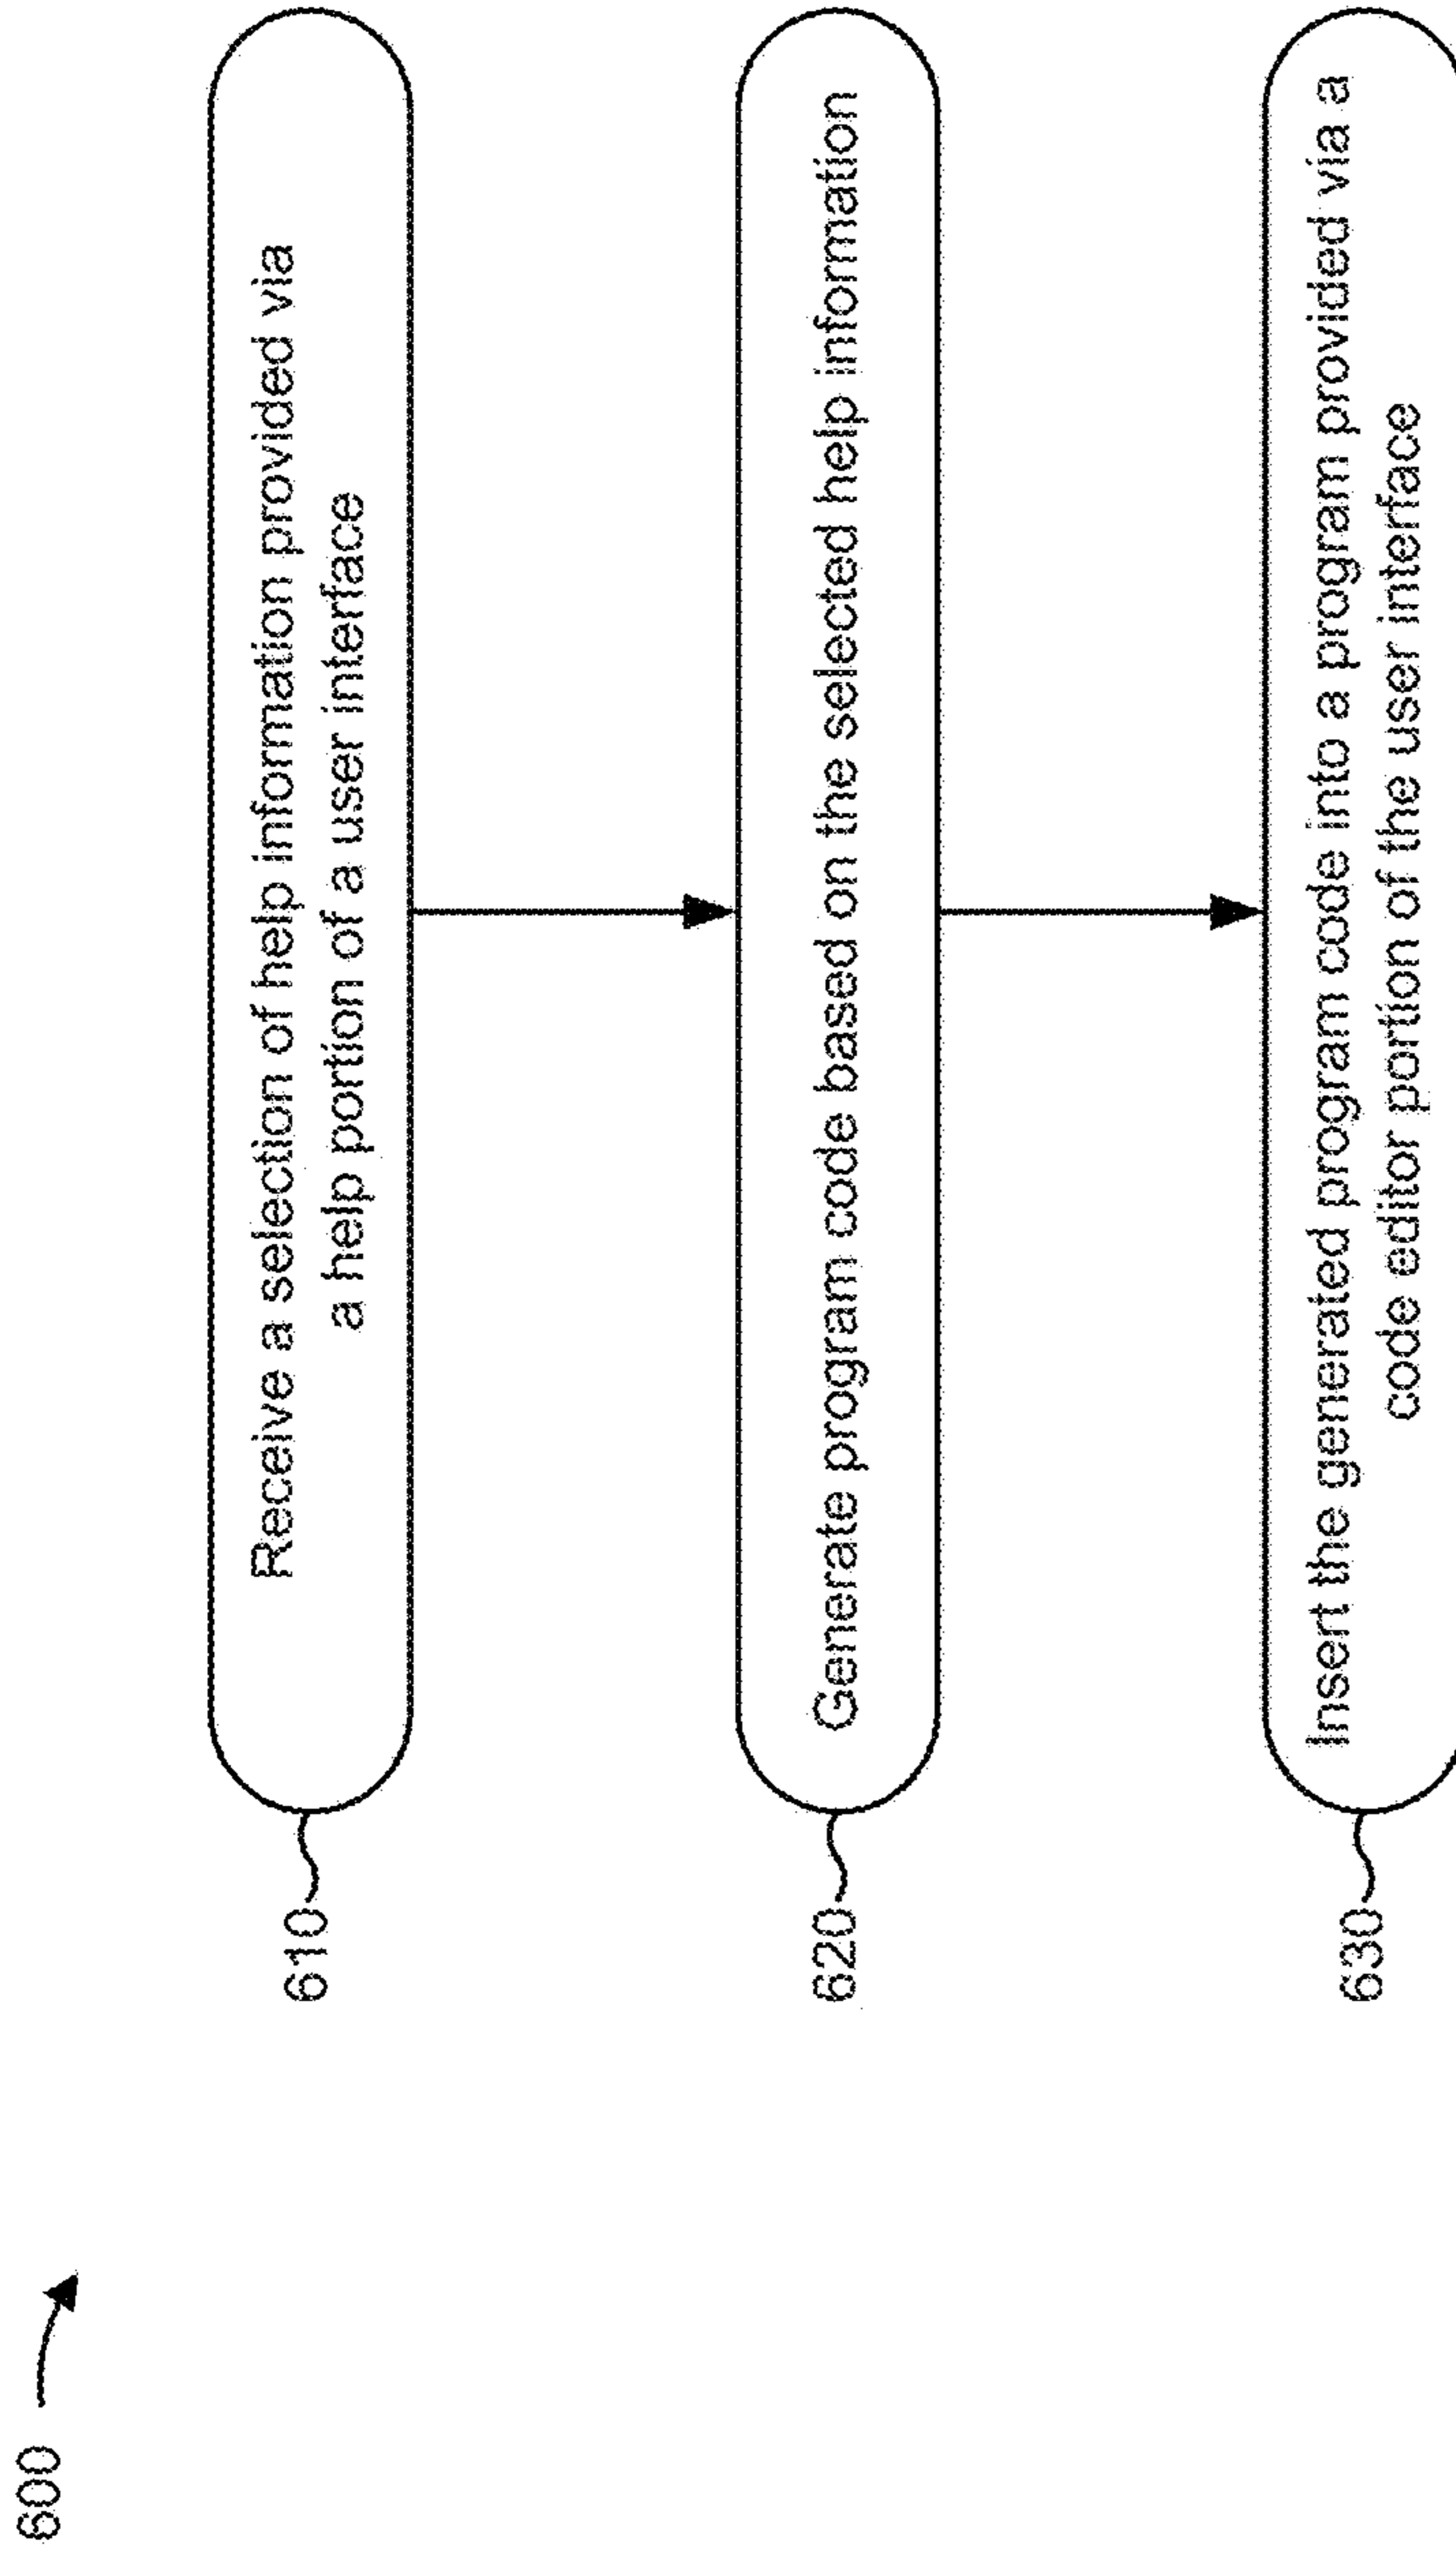 600
610
Receive a selection of help information provided via
a help portion of a user interface
620
Generate program code based on the selected help information
630
Insert the generated program code into a program provided via a
code editor portion of the user interface